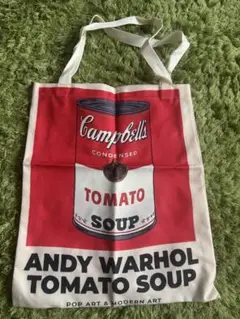 Campbell's
CONDENSED
TOMATO
SOUP
ANDY WARHOL
TOMATO SOUP
POP ART & MODERN ART